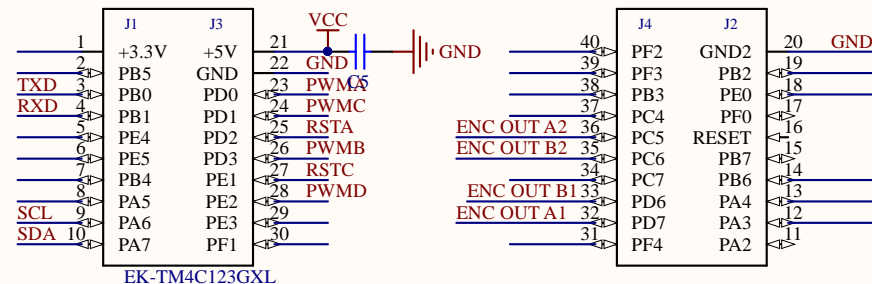 J1 J3 VCC J4 J2
1 +3.3V +5V 21 GND 40 PF2 GND2 20 GND
2 PB5 GND 22 GND C5 39 PF3 PB2 19
TXD 3 PB0 PD0 23 PWMA 38 PB3 PE0 18
RXD 4 PB1 PD1 24 PWMC 37 PC4 PF0 17
5 PE4 PD2 25 RSTA ENC OUT A2 36 PC5 RESET 16
6 PE5 PD3 26 PWMB ENC OUT B2 35 PC6 PB7 15
7 PB4 PE1 27 RSTC 34 PC7 PB6 14
8 PA5 PE2 28 PWMD ENC OUT B1 33 PD6 PA4 13
SCL 9 PA6 PE3 29 ENC OUT A1 32 PD7 PA3 12
SDA 10 PA7 PF1 30 31 PF4 PA2 11
EK-TM4C123GXL